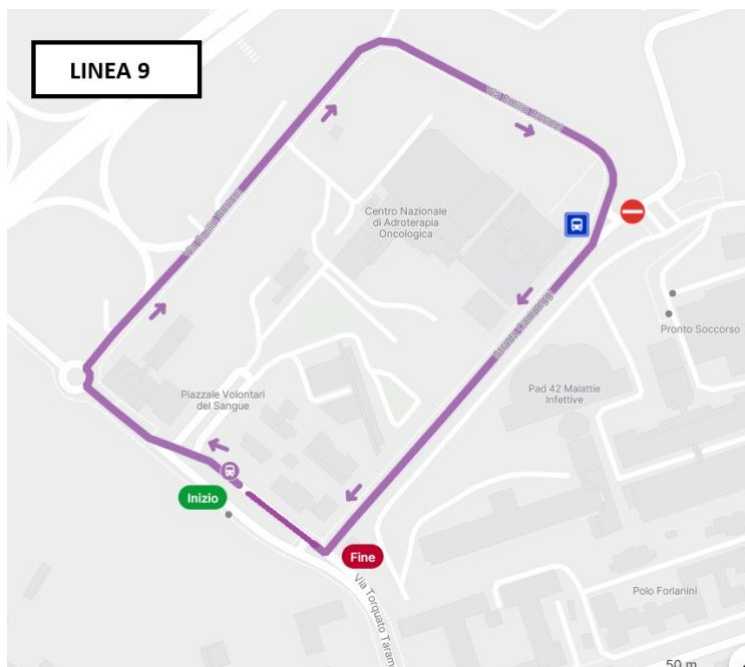 LINEA 9
Centro Nazionale
di Adroterapia
Oncologica
Pronto Soccorso
Pad 42 Malattie
Infettive
Piazzale Volontari
del Sangue
Inizio
Fine
Via Torquato Taram
Polo Forlanini
50 m